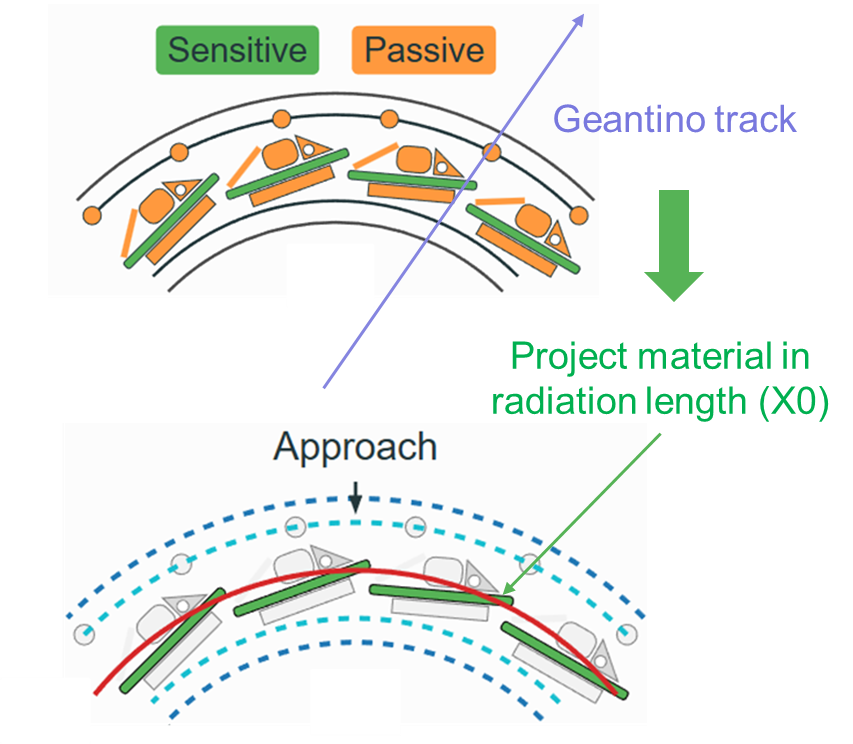 Sensitive
Passive
Geantino track
Project material in
radiation length (X0)
Approach